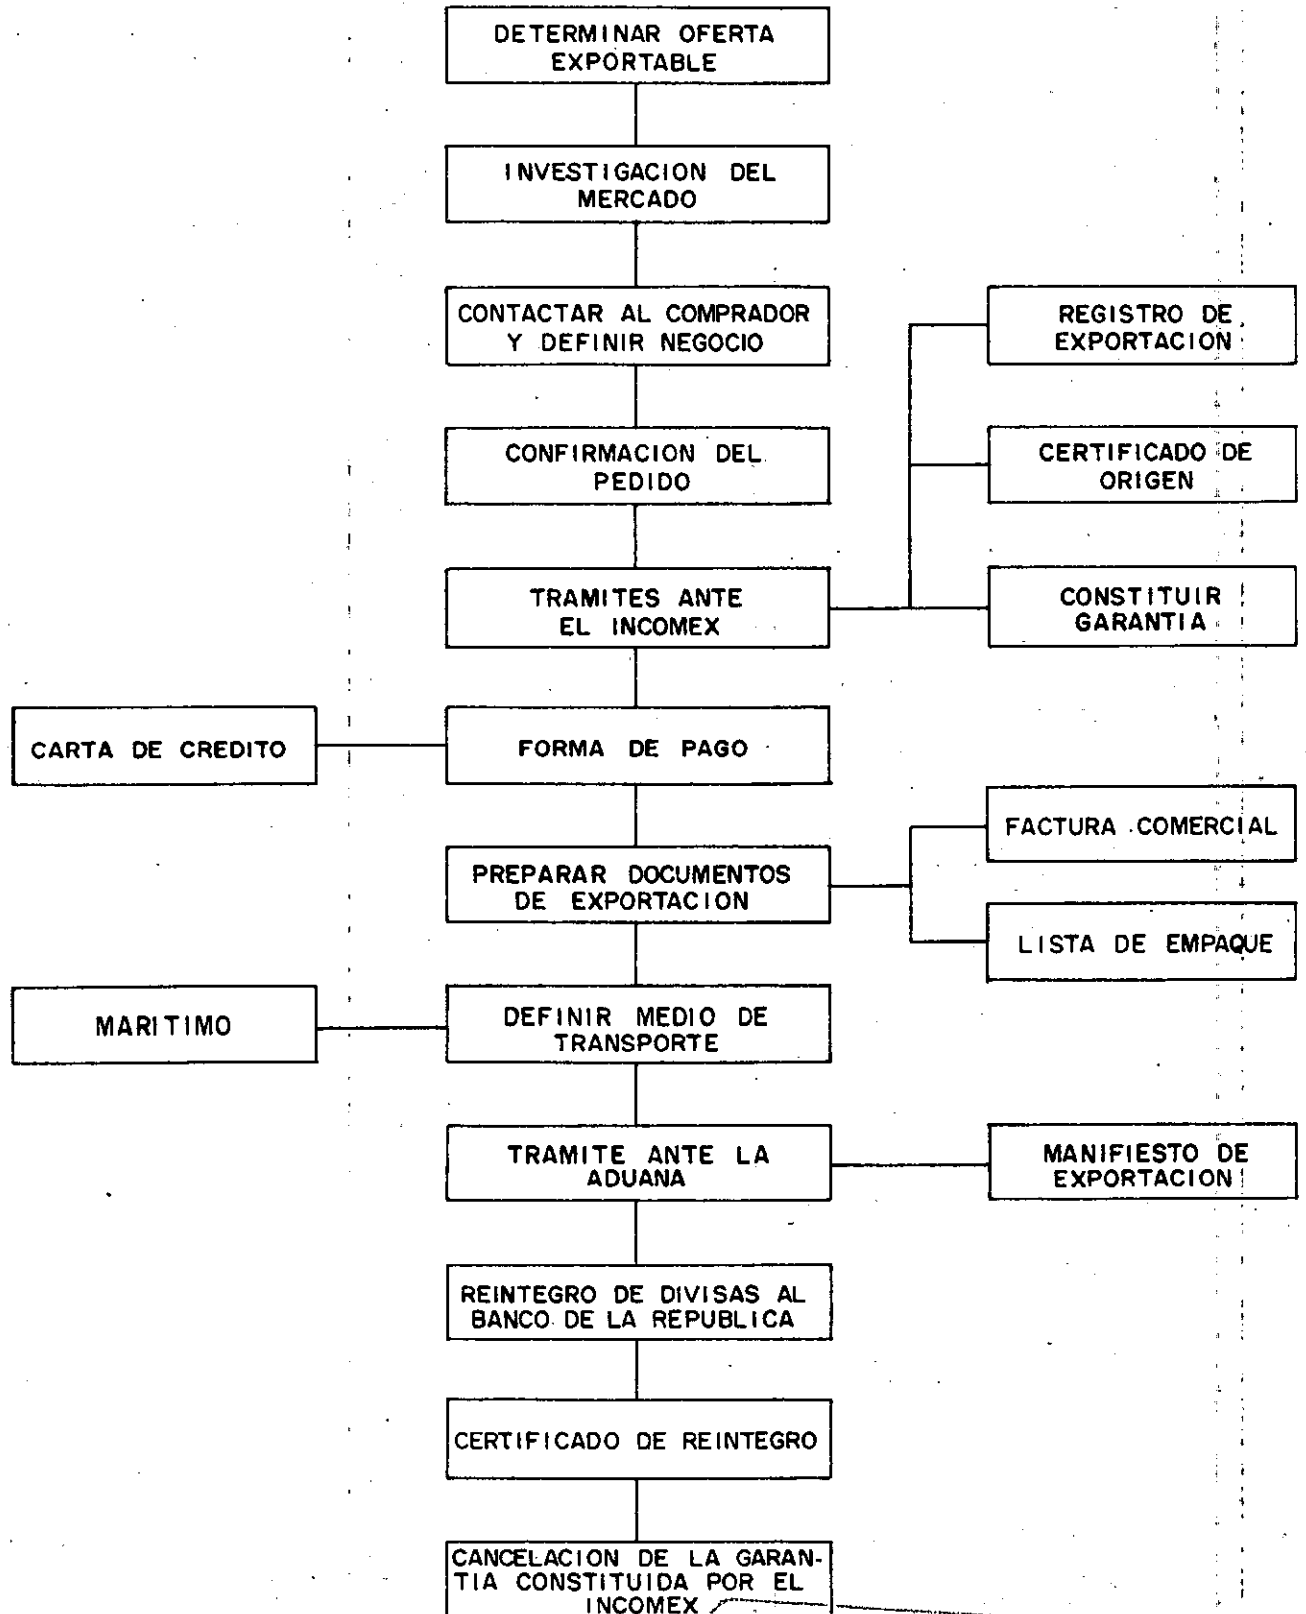 DETERMINAR OFERTA
EXPORTABLE
INVESTIGACION DEL
MERCADO
CONTACTAR AL COMPRADOR
Y DEFINIR NEGOCIO
REGISTRO DE
EXPORTACION
CONFIRMACION DEL
PEDIDO
CERTIFICADO DE
ORIGEN
TRAMITES ANTE
EL INCOMEX
CONSTITUIR
GARANTIA
CARTA DE CREDITO
FORMA DE PAGO
FACTURA COMERCIAL
PREPARAR DOCUMENTOS
DE EXPORTACION
LISTA DE EMPAQUE
MARITIMO
DEFINIR MEDIO DE
TRANSPORTE
TRAMITE ANTE LA
ADUANA
MANIFIESTO DE
EXPORTACION
REINTEGRO DE DIVISAS AL
BANCO DE LA REPUBLICA
CERTIFICADO DE REINTEGRO
CANCELACION DE LA GARAN-
TIA CONSTITUIDA POR EL
INCOMEX